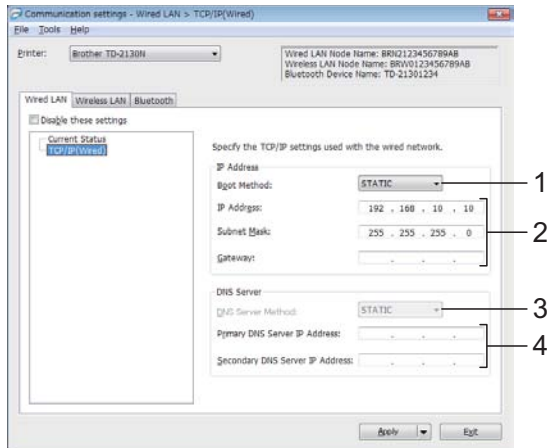 Communication settings - Wired LAN > TCP/IP(Wired)
File Tools Help
Printer: Brother TD-2130N
Wired LAN Node Name: BRN2123456789AB
Wireless LAN Node Name: BRW0123456789AB
Bluetooth Device Name: TD-21301234
Wired LAN Wireless LAN Bluetooth
Disable these settings
Current Status
TCP/IP(Wired)
Specify the TCP/IP settings used with the wired network.
IP Address
Boot Method: STATIC 1
IP Address: 192 . 168 . 10 . 10
2
Subnet Mask: 255 . 255 . 255 . 0
Gateway: . . .
DNS Server
DNS Server Method: STATIC 3
Primary DNS Server IP Address: . . .
4
Secondary DNS Server IP Address: . . .
Apply Exit